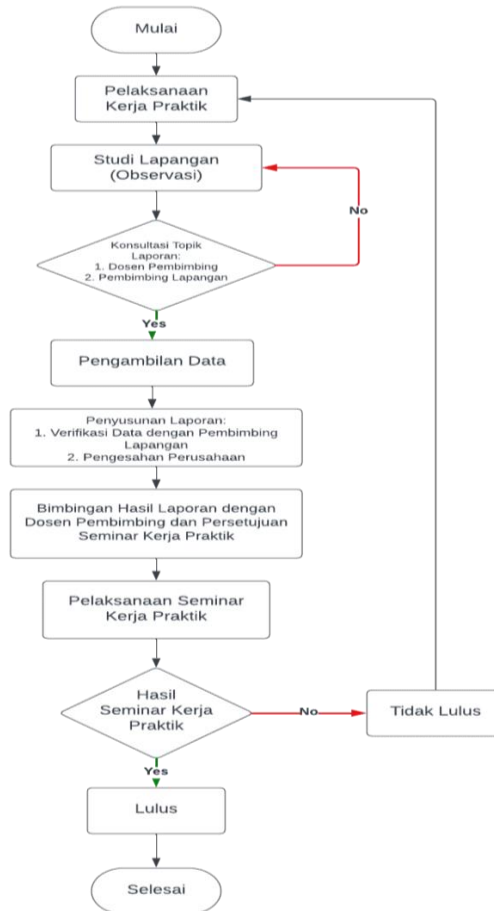 Mulai
Pelaksanaan
Kerja Praktik
Studi Lapangan
(Observasi)
No
Konsultasi Topik
Laporan:
1. Dosen Pembimbing
2. Pembimbing Lapangan
Yes
Pengambilan Data
Penyusunan Laporan:
1. Verifikasi Data dengan Pembimbing
Lapangan
2. Pengesahan Perusahaan
Bimbingan Hasil Laporan dengan
Dosen Pembimbing dan Persetujuan
Seminar Kerja Praktik
Pelaksanaan Seminar
Kerja Praktik
Hasil
Seminar Kerja
Praktik
No
Tidak Lulus
Yes
Lulus
Selesai